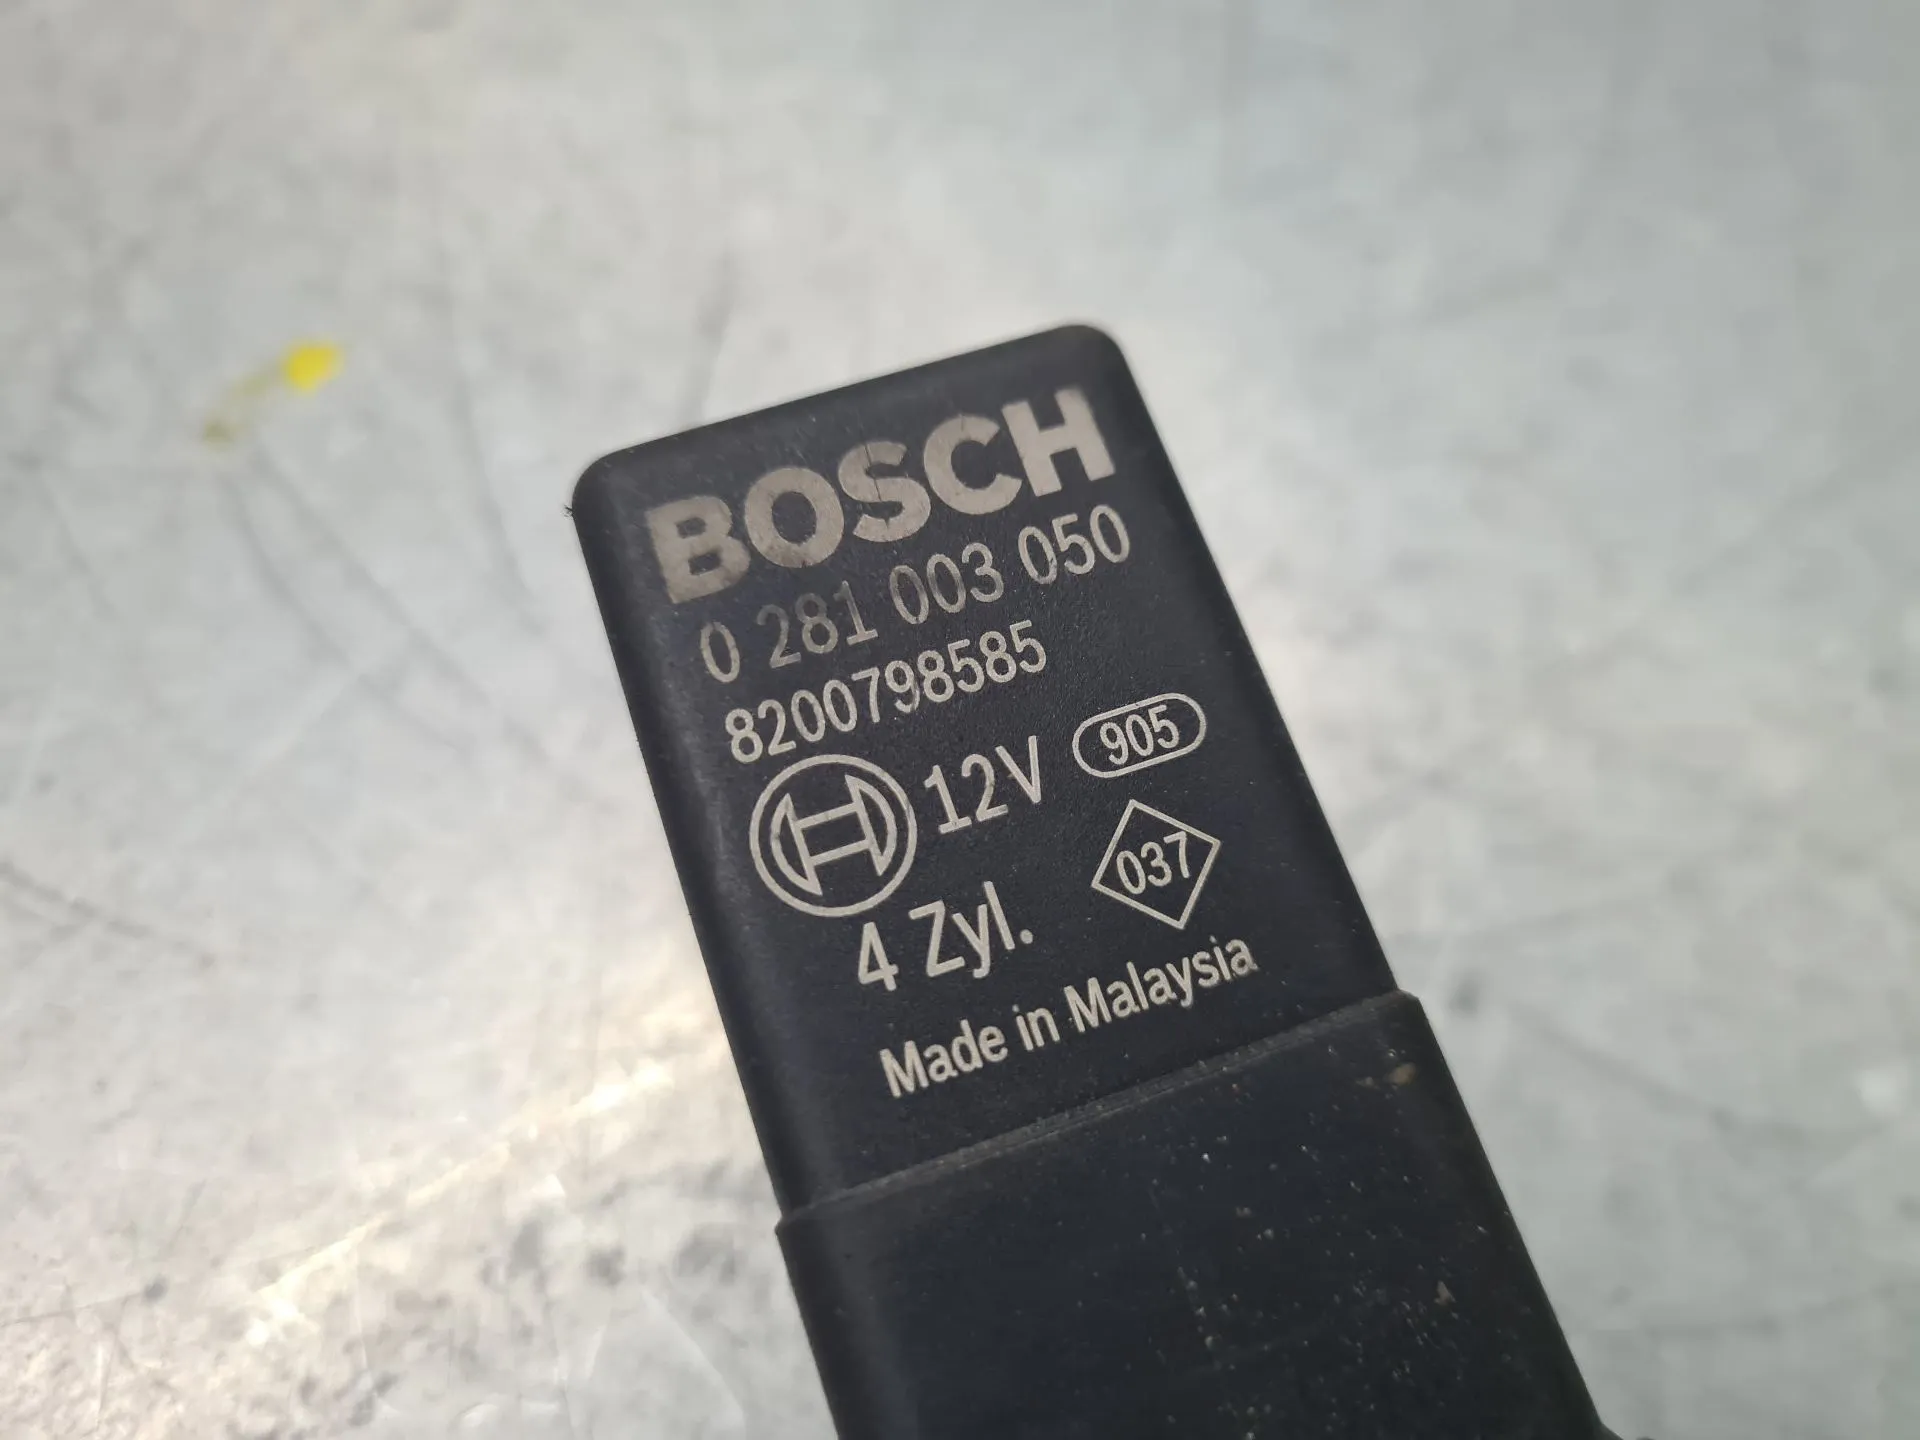 BOSCH
0 281 003 050
8200798585
12V 905
4 Zyl. 037
Made in Malaysia